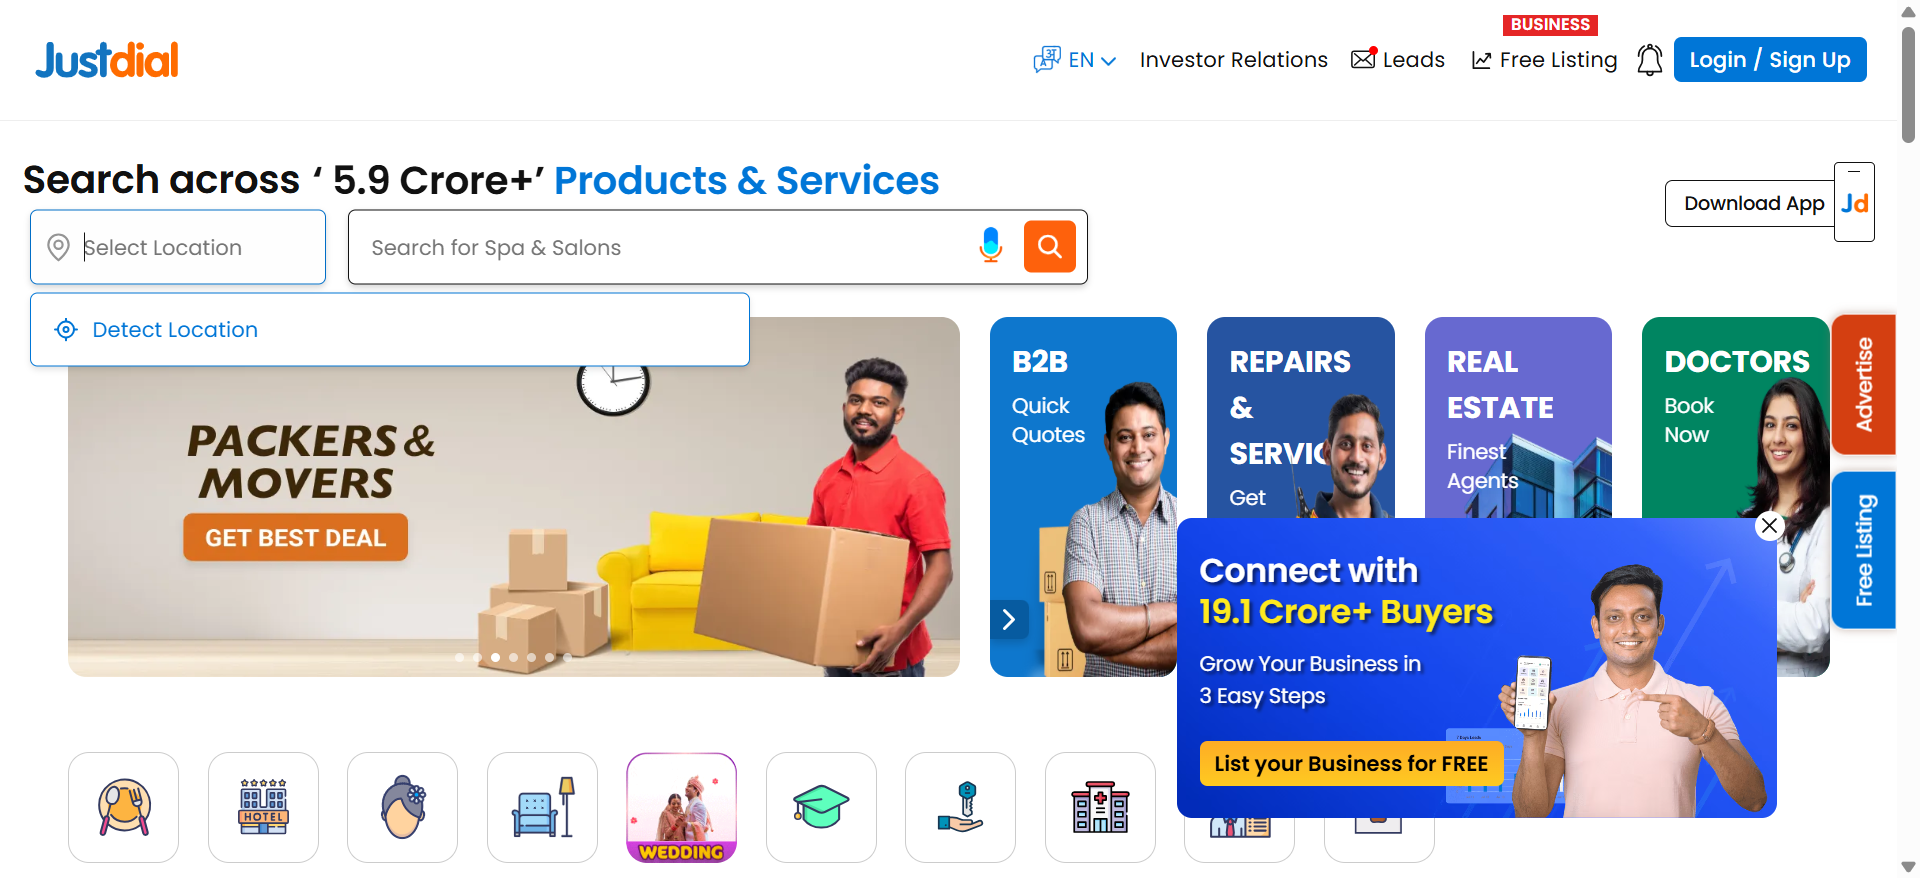 BUSINESS
Justdial
EN
Investor Relations
Leads
Free Listing
Login / Sign Up
Search across ‘ 5.9 Crore+’ Products & Services
Download App
Jd
Select Location
Search for Spa & Salons
Detect Location
PACKERS &
MOVERS
GET BEST DEAL
B2B
Quick
Quotes
REPAIRS
&
SERVIC
Get
REAL
ESTATE
Finest
Agents
DOCTORS
Book
Now
Advertise
Free Listing
Connect with
19.1 Crore+ Buyers
Grow Your Business in
3 Easy Steps
List your Business for FREE
HOTEL
WEDDING